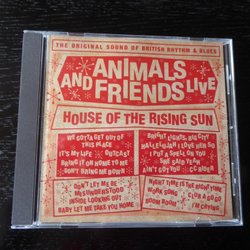 THE ORIGINAL SOUND OF BRITISH RHYTHM & BLUES
ANIMALS
AND FRIENDS LIVE
HOUSE OF THE RISING SUN
WE GOTTA GET OUT OF
THIS PLACE
IT'S MY LIFE OUTCAST
BRING IT ON HOME TO ME
DON'T BRING ME DOWN
BRIGHT LIGHTS, BIG CITY
HALLELUJAH I LOVE HER SO
I PUT A SPELL ON YOU
SHE SAID YEAH
AIN'T GOT YOU CC RIDER
DON'T LET ME BE
MISUNDERSTOOD
INSIDE LOOKING OUT
BABY LET ME TAKE YOU HOME
NIGHT TIME IS THE RIGHT TIME
WORK SONG
CLUB A GO GO
BOOM BOOM
I'M CRYING